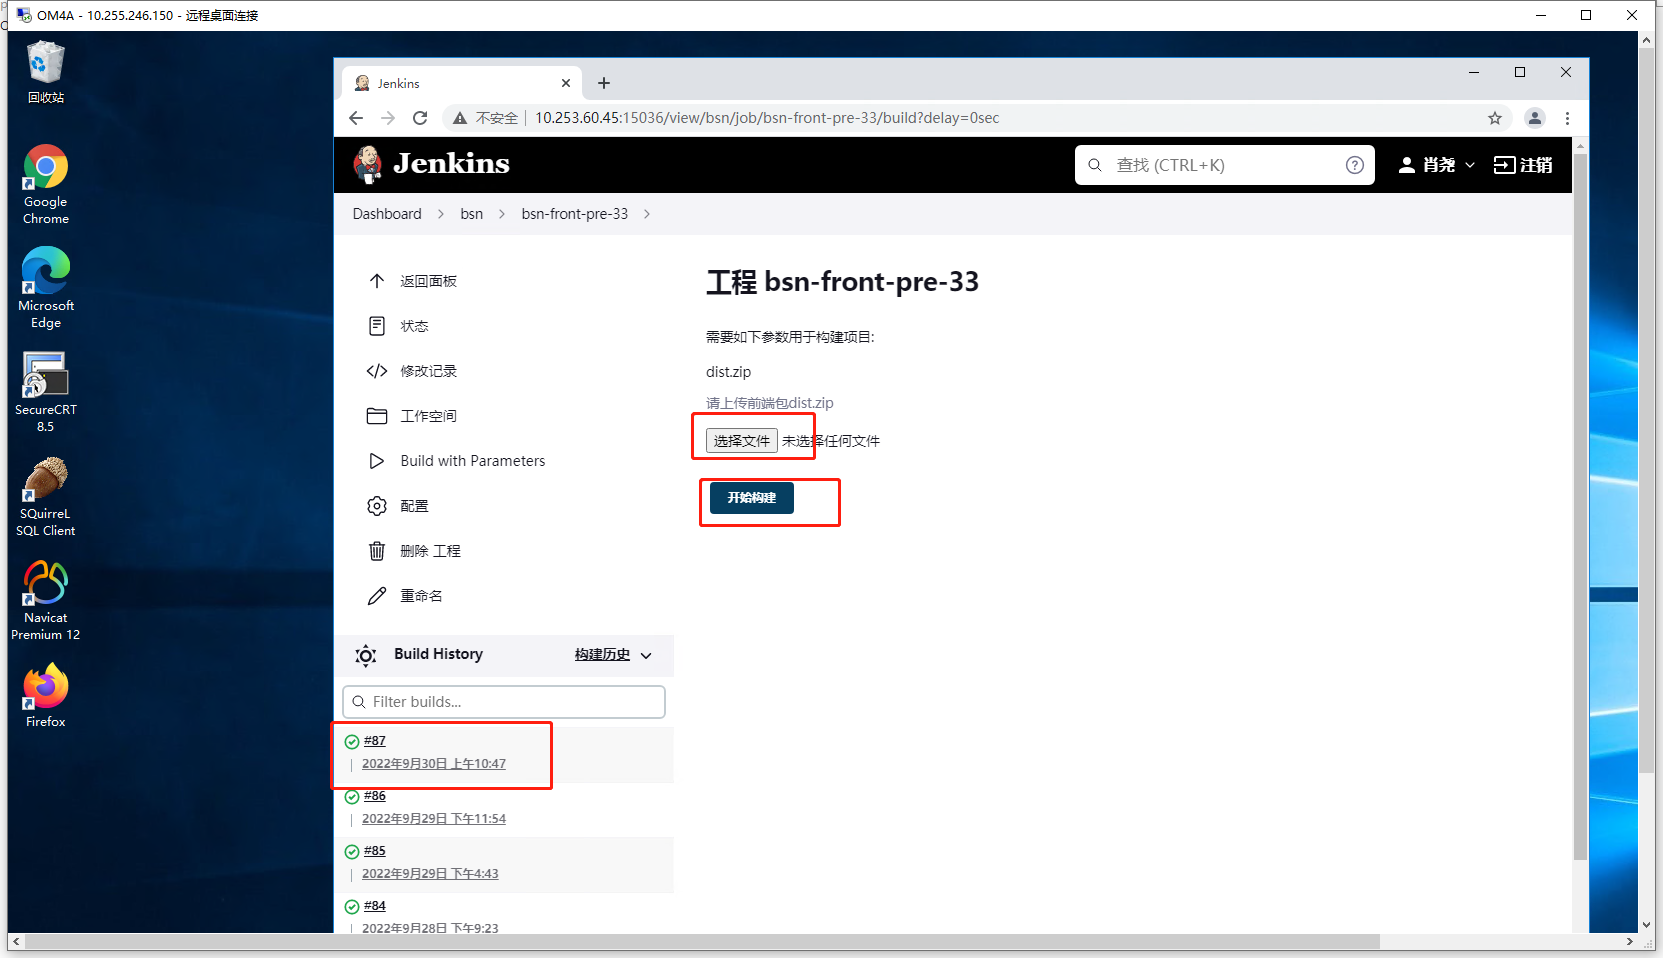 OM4A - 10.255.246.150 - 远程桌面连接
回收站
Google
Chrome
Microsoft
Edge
SecureCRT
8.5
SQuirreL
SQL Client
Navicat
Premium 12
Firefox
Jenkins
不安全
10.253.60.45:15036/view/bsn/job/bsn-front-pre-33/build?delay=0sec
Jenkins
查找 (CTRL+K)
肖尧
注销
Dashboard
bsn
bsn-front-pre-33
返回面板
状态
修改记录
工作空间
Build with Parameters
配置
删除 工程
重命名
工程 bsn-front-pre-33
需要如下参数用于构建项目:
dist.zip
请上传前端包dist.zip
选择文件 未选择任何文件
开始构建
Build History
构建历史
Filter builds...
#87
2022年9月30日 上午10:47
#86
2022年9月29日 下午11:54
#85
2022年9月29日 下午4:43
#84
2022年9月28日 下午9:23